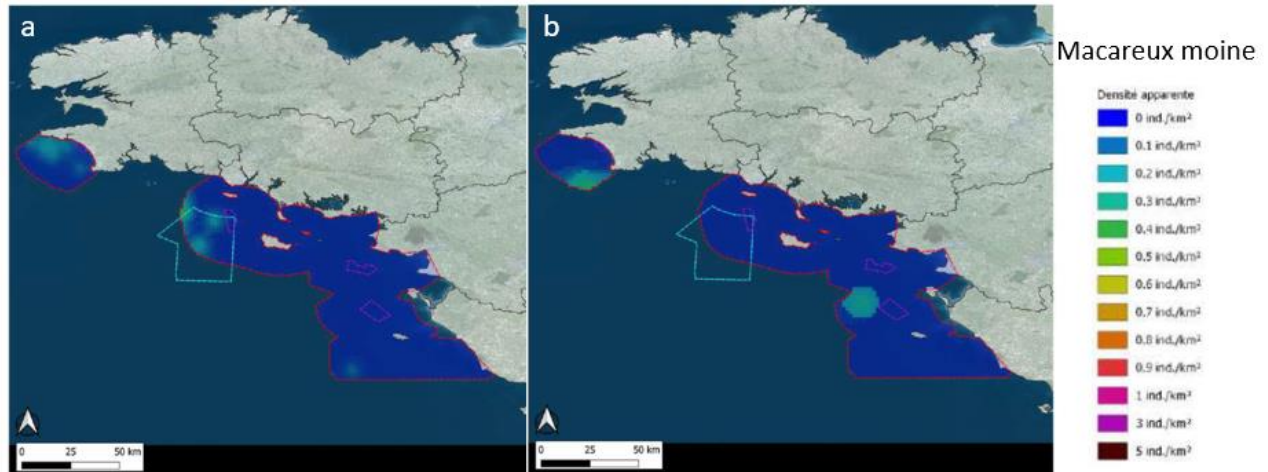 a
b
Macareux moine
Densité apparente
0 ind./km²
0.1 ind./km²
0.2 ind./km²
0.3 ind./km²
0.4 ind./km²
0.5 ind./km²
0.6 ind./km²
0.7 ind./km²
0.8 ind./km²
0.9 ind./km²
1 ind./km²
3 ind./km²
5 ind./km²
0 25 50 km
0 25 50 km